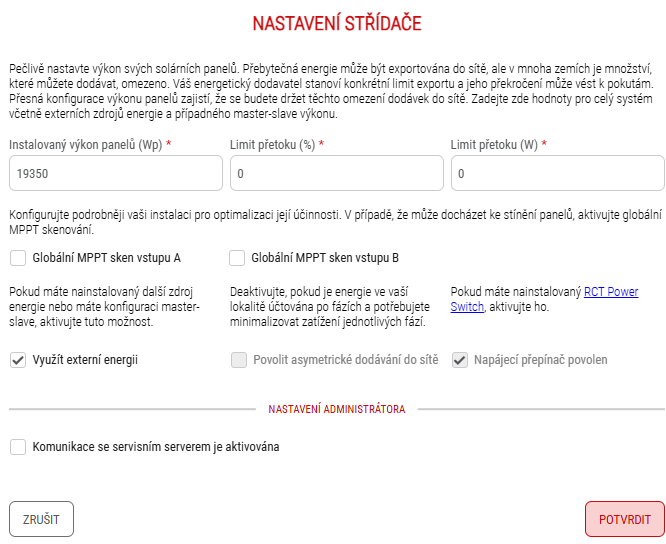 NASTAVENÍ STŘÍDAČE
Pečlivě nastavte výkon svých solárních panelů. Přebytečná energie může být exportována do sítě, ale v mnoha zemích je množství,
které můžete dodávat, omezeno. Váš energetický dodavatel stanoví konkrétní limit exportu a jeho překročení může vést k pokutám.
Přesná konfigurace výkonu panelů zajistí, že se budete držet těchto omezení dodávek do sítě. Zadejte zde hodnoty pro celý systém
včetně externích zdrojů energie a případného master-slave výkonu.
Instalovaný výkon panelů (Wp) *
Limit přetoku (%) *
Limit přetoku (W) *
19350
0
0
Konfigurujte podrobněji vaši instalaci pro optimalizaci její účinnosti. V případě, že může docházet ke stínění panelů, aktivujte globální
MPPT skenování.
Globální MPPT sken vstupu A
Globální MPPT sken vstupu B
Pokud máte nainstalovaný další zdroj
energie nebo máte konfiguraci master-
slave, aktivujte tuto možnost.
Deaktivujte, pokud je energie ve vaší
lokalitě účtována po fázích a potřebujete
minimalizovat zatížení jednotlivých fází.
Pokud máte nainstalovaný RCT Power
Switch, aktivujte ho.
Využít externí energii
Povolit asymetrické dodávání do sítě
Napájecí přepínač povolen
NASTAVENÍ ADMINISTRÁTORA
Komunikace se servisním serverem je aktivována
ZRUŠIT
POTVRDIT